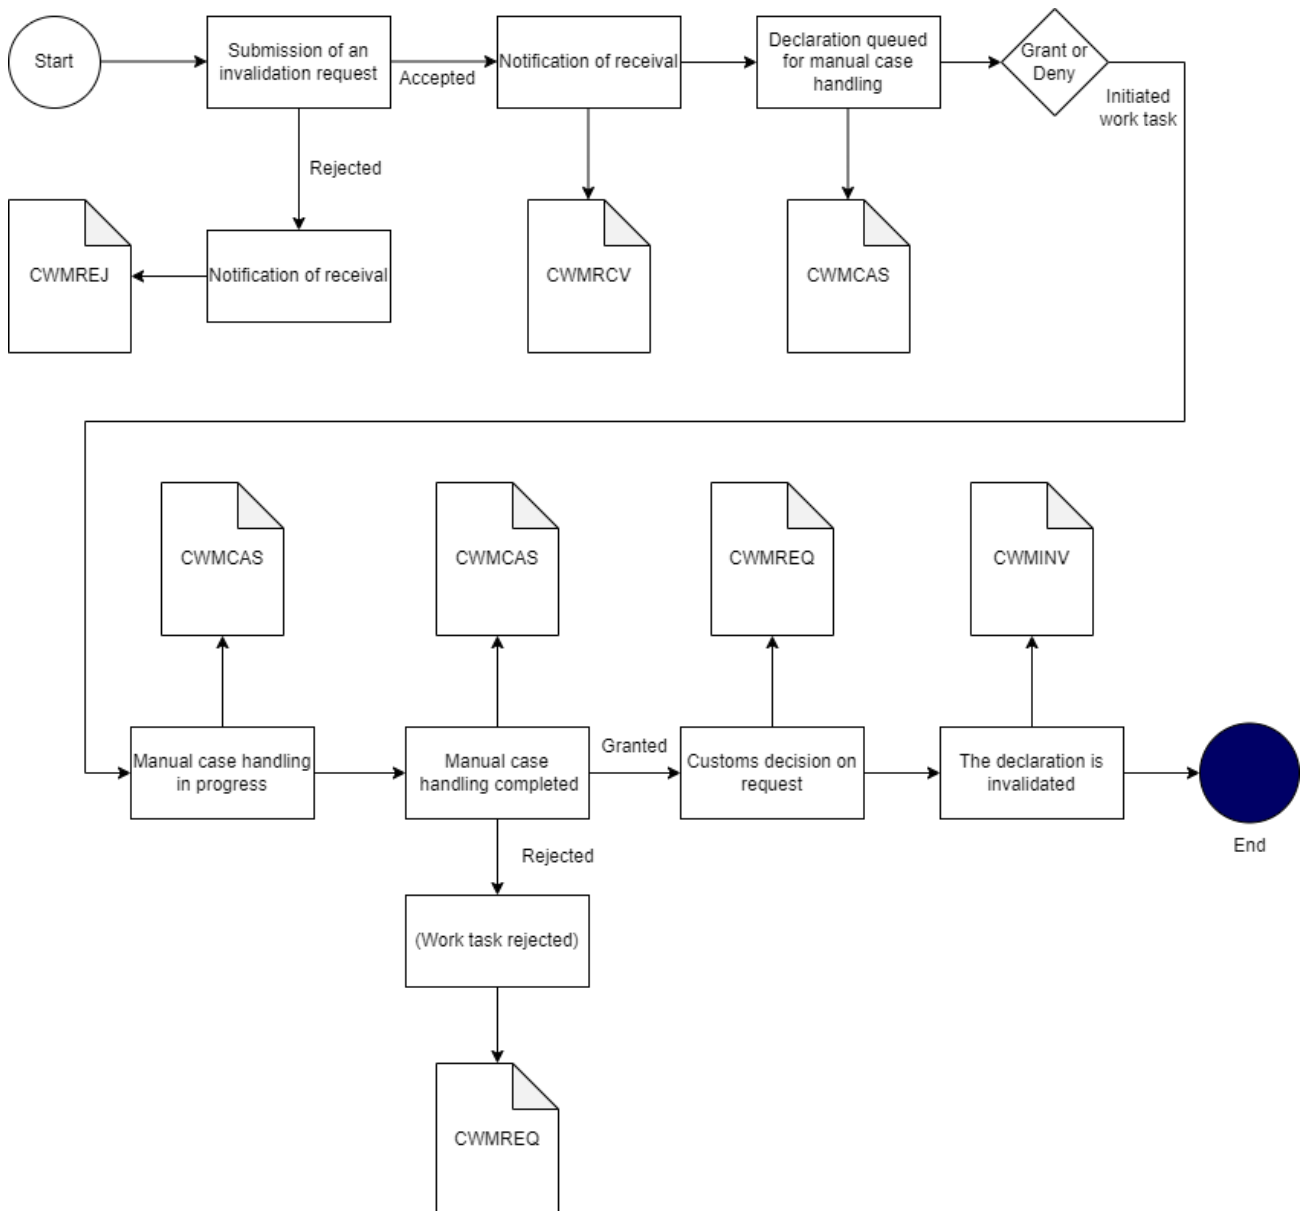 Start
Submission of an
invalidation request
Accepted
Notification of receival
Declaration queued
for manual case
handling
Grant or
Deny
Initiated
work task
Rejected
CWMREJ
Notification of receival
CWMRCV
CWMCAS
CWMCAS
CWMCAS
CWMREQ
CWMINV
Manual case handling
in progress
Manual case
handling completed
Granted
Customs decision on
request
The declaration is
invalidated
End
Rejected
(Work task rejected)
CWMREQ